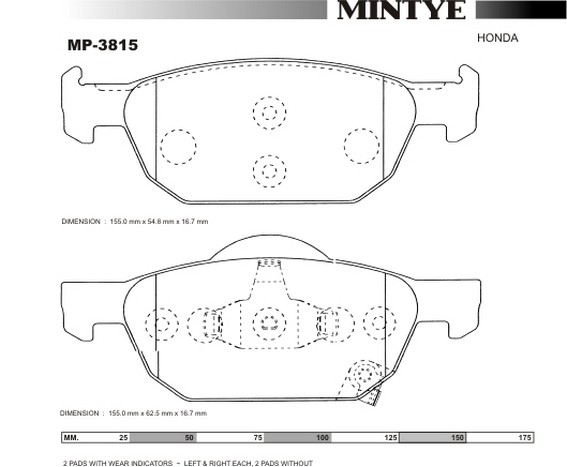 MINTYE
MP-3815
HONDA
DIMENSION : 155.0 mm x 54.8 mm x 16.7 mm
DIMENSION : 155.0 mm x 62.5 mm x 16.7 mm
MM. 25 50 75 100 125 150 175
2 PADS WITH WEAR INDICATORS - LEFT & RIGHT EACH, 2 PADS WITHOUT